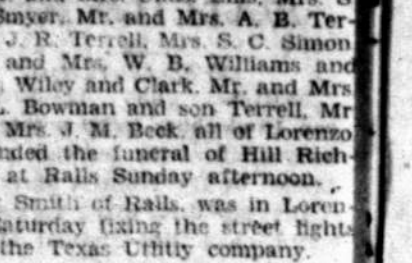 Smyer, Mr. and Mrs. A. B. Ter-
J. R. Terrell, Mrs. S. C. Simon
and Mrs. W. B. Williams and
Wiley and Clark, Mr. and Mrs
. Bowman and son Terrell, Mr
Mrs. J. M. Beck, all of Lorenzo
nded the funeral of Hill Rich-
at Ralls Sunday afternoon.
Smith of Ralls, was in Loren-
aturday fixing the street lights
the Texas Utility company.